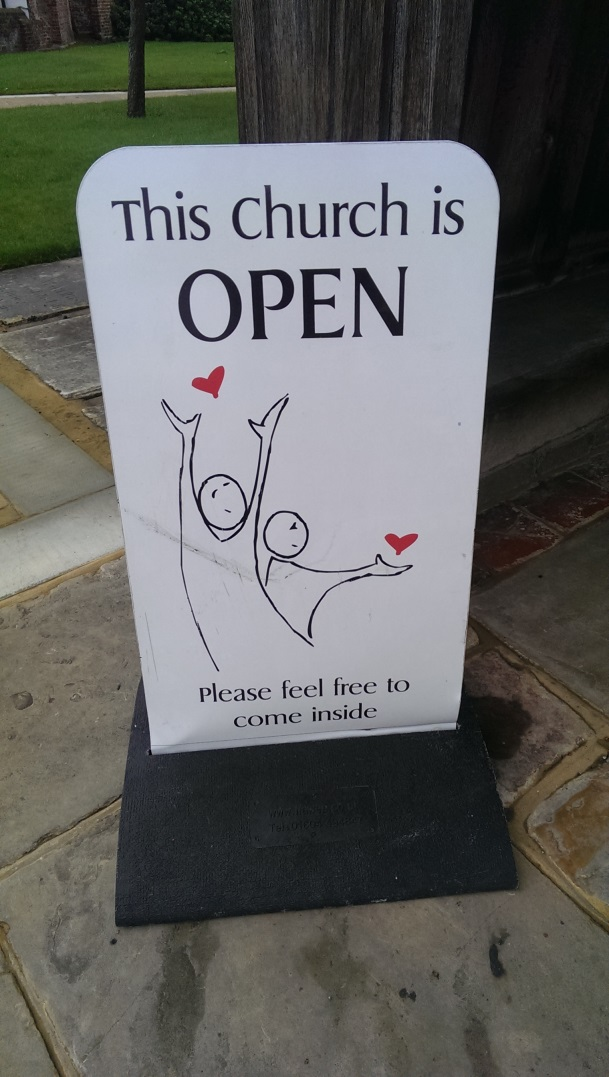 This Church is
OPEN
Please feel free to
come inside